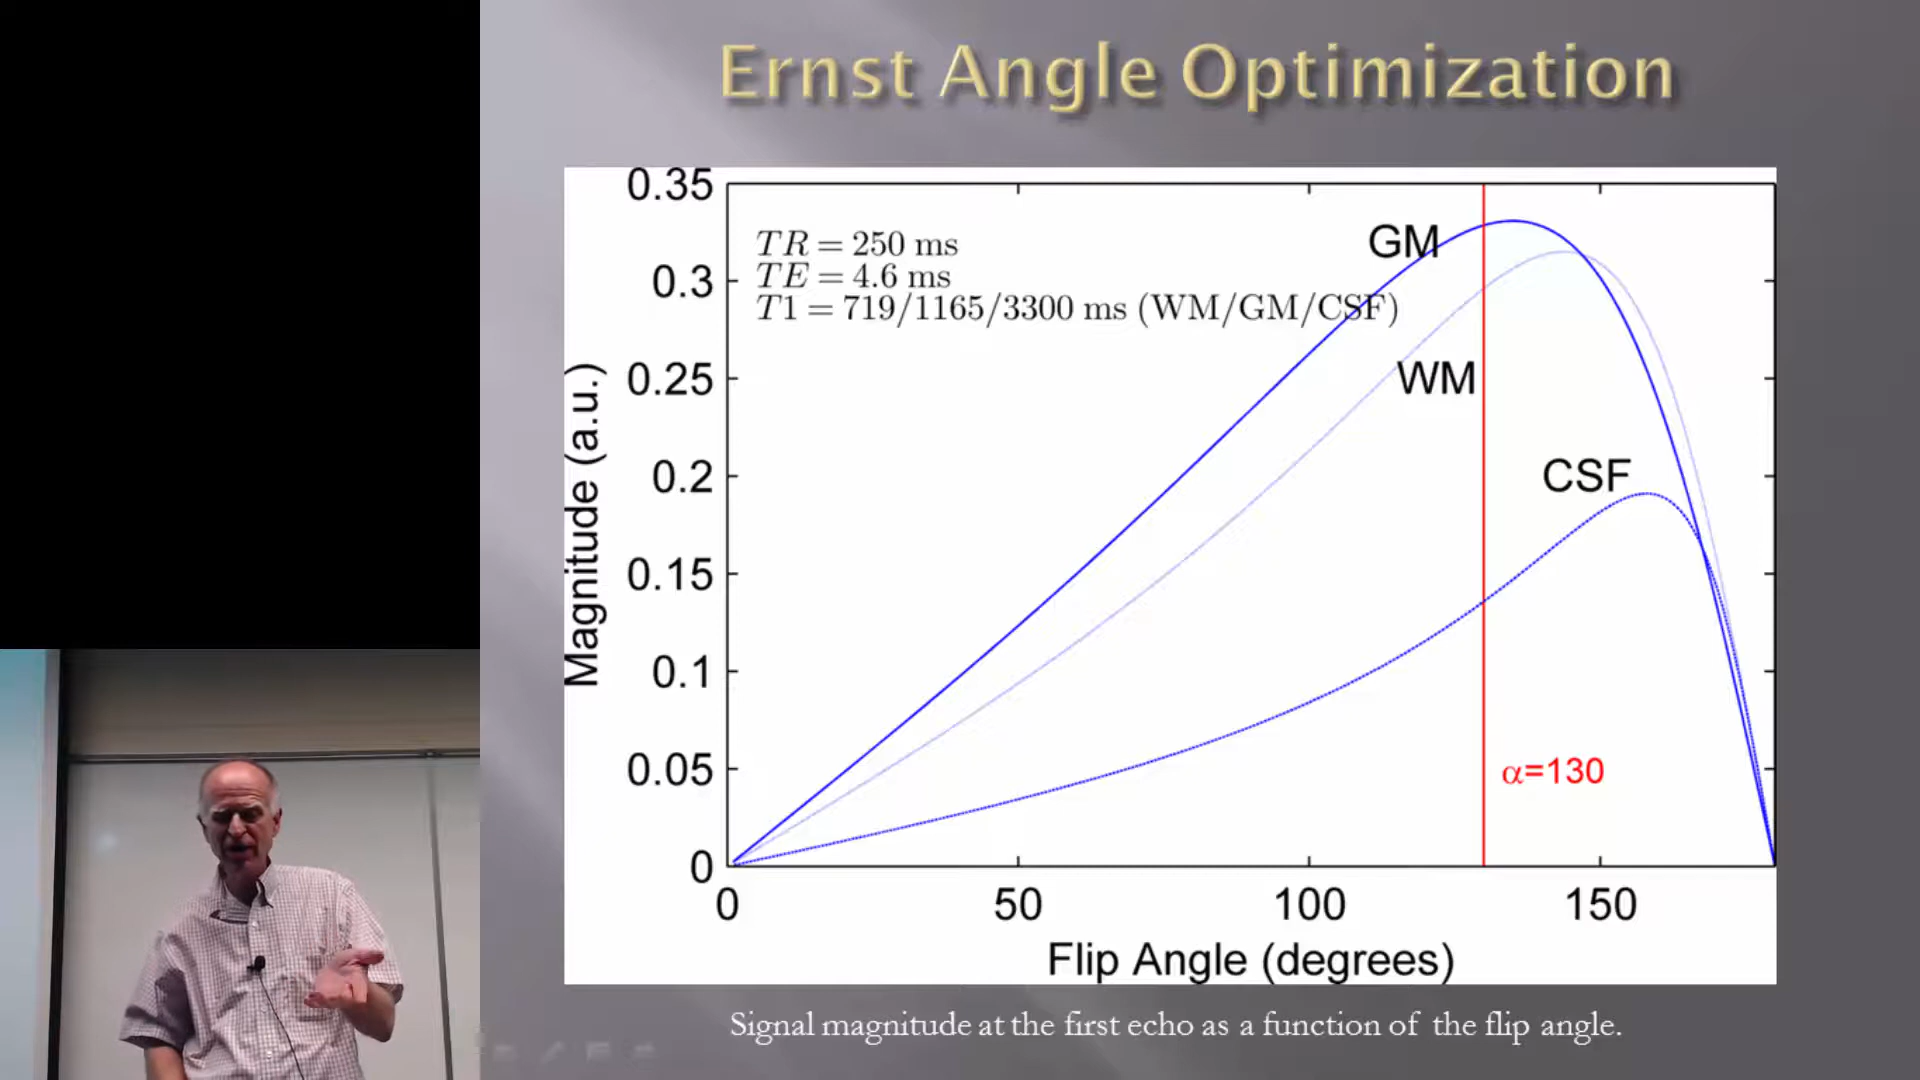 Ernst Angle Optimization
0.35
0.3
0.25
0.2
0.15
0.1
0.05
0
Magnitude (a.u.)
TR = 250 ms
TE = 4.6 ms
T1 = 719/1165/3300 ms (WM/GM/CSF)
GM
WM
CSF
α=130
0 50 100 150
Flip Angle (degrees)
Signal magnitude at the first echo as a function of the flip angle.